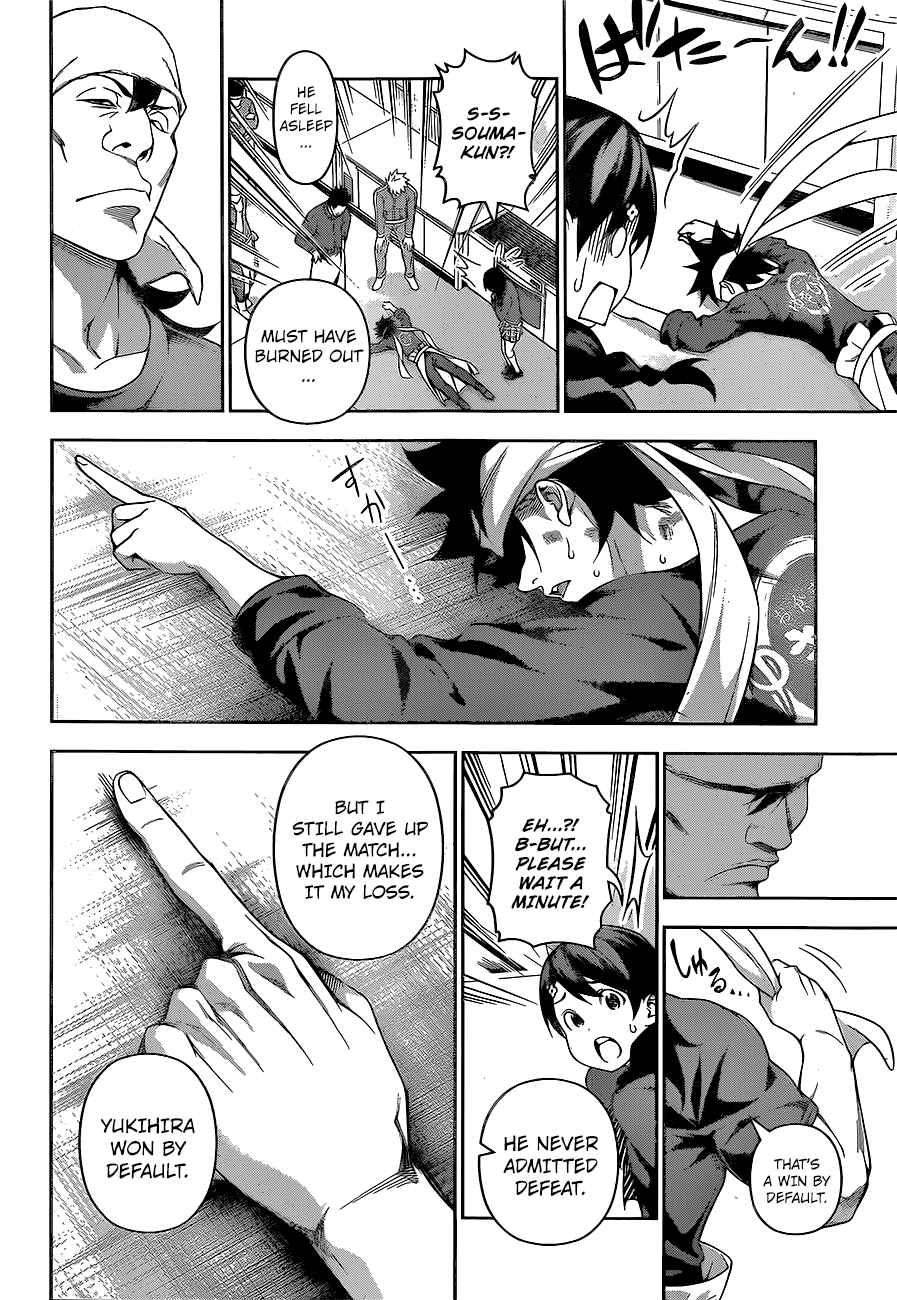 ばたーん!!
S-S-
SOUMA-
KUN?!
HE
FELL
ASLEEP
...
MUST HAVE
BURNED OUT
...
すかー…
THAT'S
A WIN BY
DEFAULT.
しゅる…
EH...?!
B-BUT...
PLEASE
WAIT A
MINUTE!
HE NEVER
ADMITTED
DEFEAT.
BUT I
STILL GAVE UP
THE MATCH...
WHICH MAKES
IT MY LOSS.
YUKIHIRA
WON BY
DEFAULT.